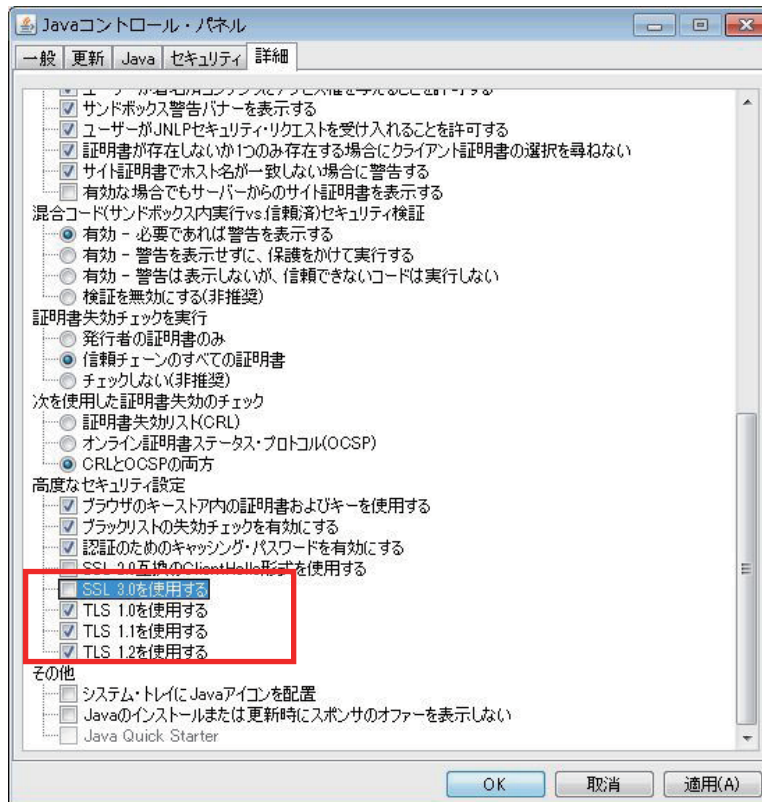 Javaコントロール・パネル
一般 更新 Java セキュリティ 詳細
サンドボックス警告バナーを表示する
ユーザーがJNLPセキュリティ・リクエストを受け入れることを許可する
証明書が存在しないか1つのみ存在する場合にクライアント証明書の選択を尋ねない
サイト証明書でホスト名が一致しない場合に警告する
有効な場合でもサーバーからのサイト証明書を表示する
混合コード(サンドボックス内実行vs.信頼済)セキュリティ検証
有効 - 必要であれば警告を表示する
有効 - 警告を表示せずに、保護をかけて実行する
有効 - 警告は表示しないが、信頼できないコードは実行しない
検証を無効にする(非推奨)
証明書失効チェックを実行
発行者の証明書のみ
信頼チェーンのすべての証明書
チェックしない(非推奨)
次を使用した証明書失効のチェック
証明書失効リスト(CRL)
オンライン証明書ステータス・プロトコル(OCSP)
CRLとOCSPの両方
高度なセキュリティ設定
ブラウザのキーストア内の証明書およびキーを使用する
ブラックリストの失効チェックを有効にする
認証のためのキャッシング・パスワードを有効にする
SSL 2.0互換のClientHello形式を使用する
SSL 3.0を使用する
TLS 1.0を使用する
TLS 1.1を使用する
TLS 1.2を使用する
その他
システム・トレイにJavaアイコンを配置
Javaのインストールまたは更新時にスポンサのオファーを表示しない
Java Quick Starter
OK 取消 適用(A)